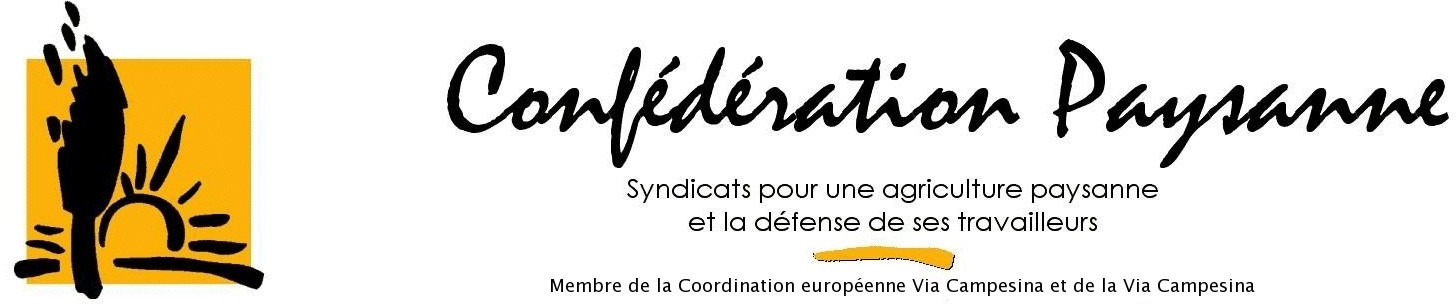 Confédération Paysanne
Syndicats pour une agriculture paysanne
et la défense de ses travailleurs
Membre de la Coordination européenne Via Campesina et de la Via Campesina